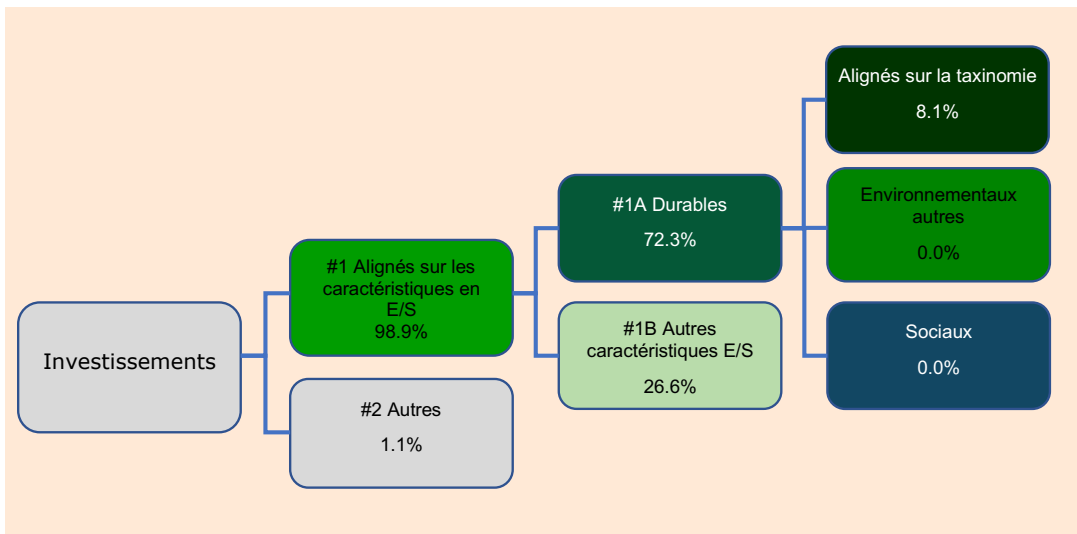 Investissements
#1 Alignés sur les
caractéristiques en
E/S
98.9%
#2 Autres
1.1%
#1A Durables
72.3%
#1B Autres
caractéristiques E/S
26.6%
Alignés sur la taxinomie
8.1%
Environnementaux
autres
0.0%
Sociaux
0.0%